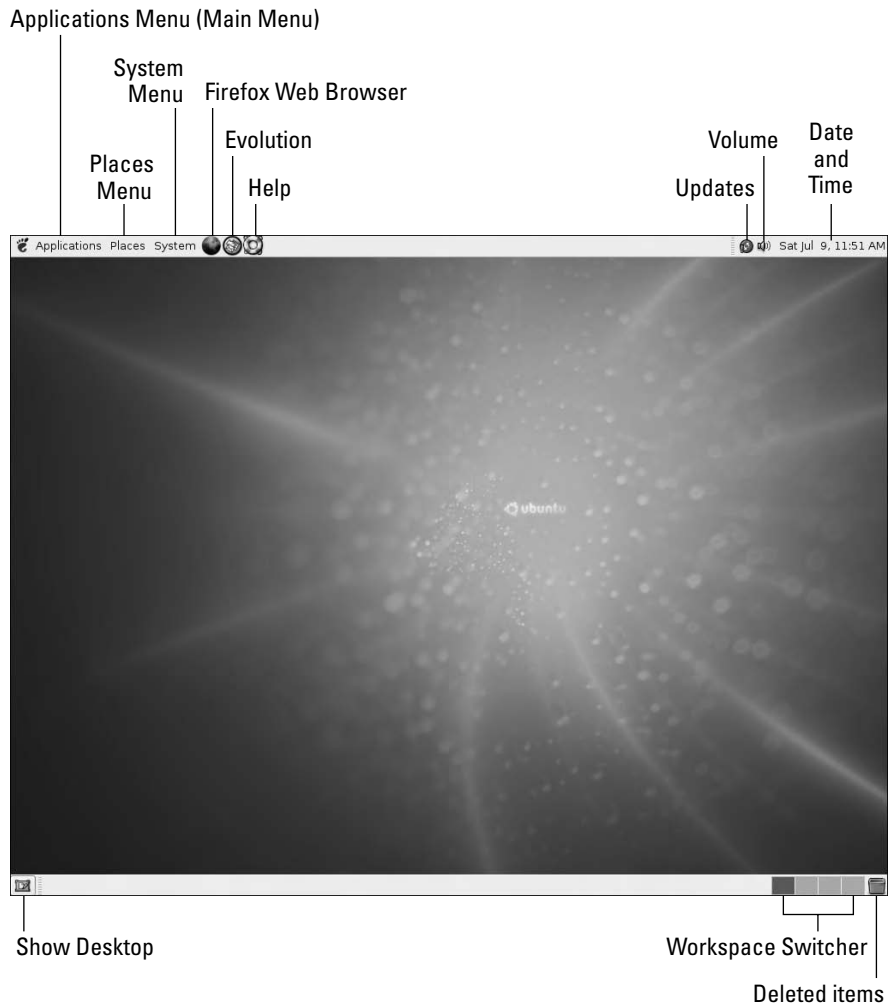 Applications Menu (Main Menu)
System
Menu
Firefox Web Browser
Evolution
Volume
Date
and
Time
Places
Menu
Help
Updates
Applications Places System
Sat Jul 9, 11:51 AM
ubuntu
Show Desktop
Workspace Switcher
Deleted items